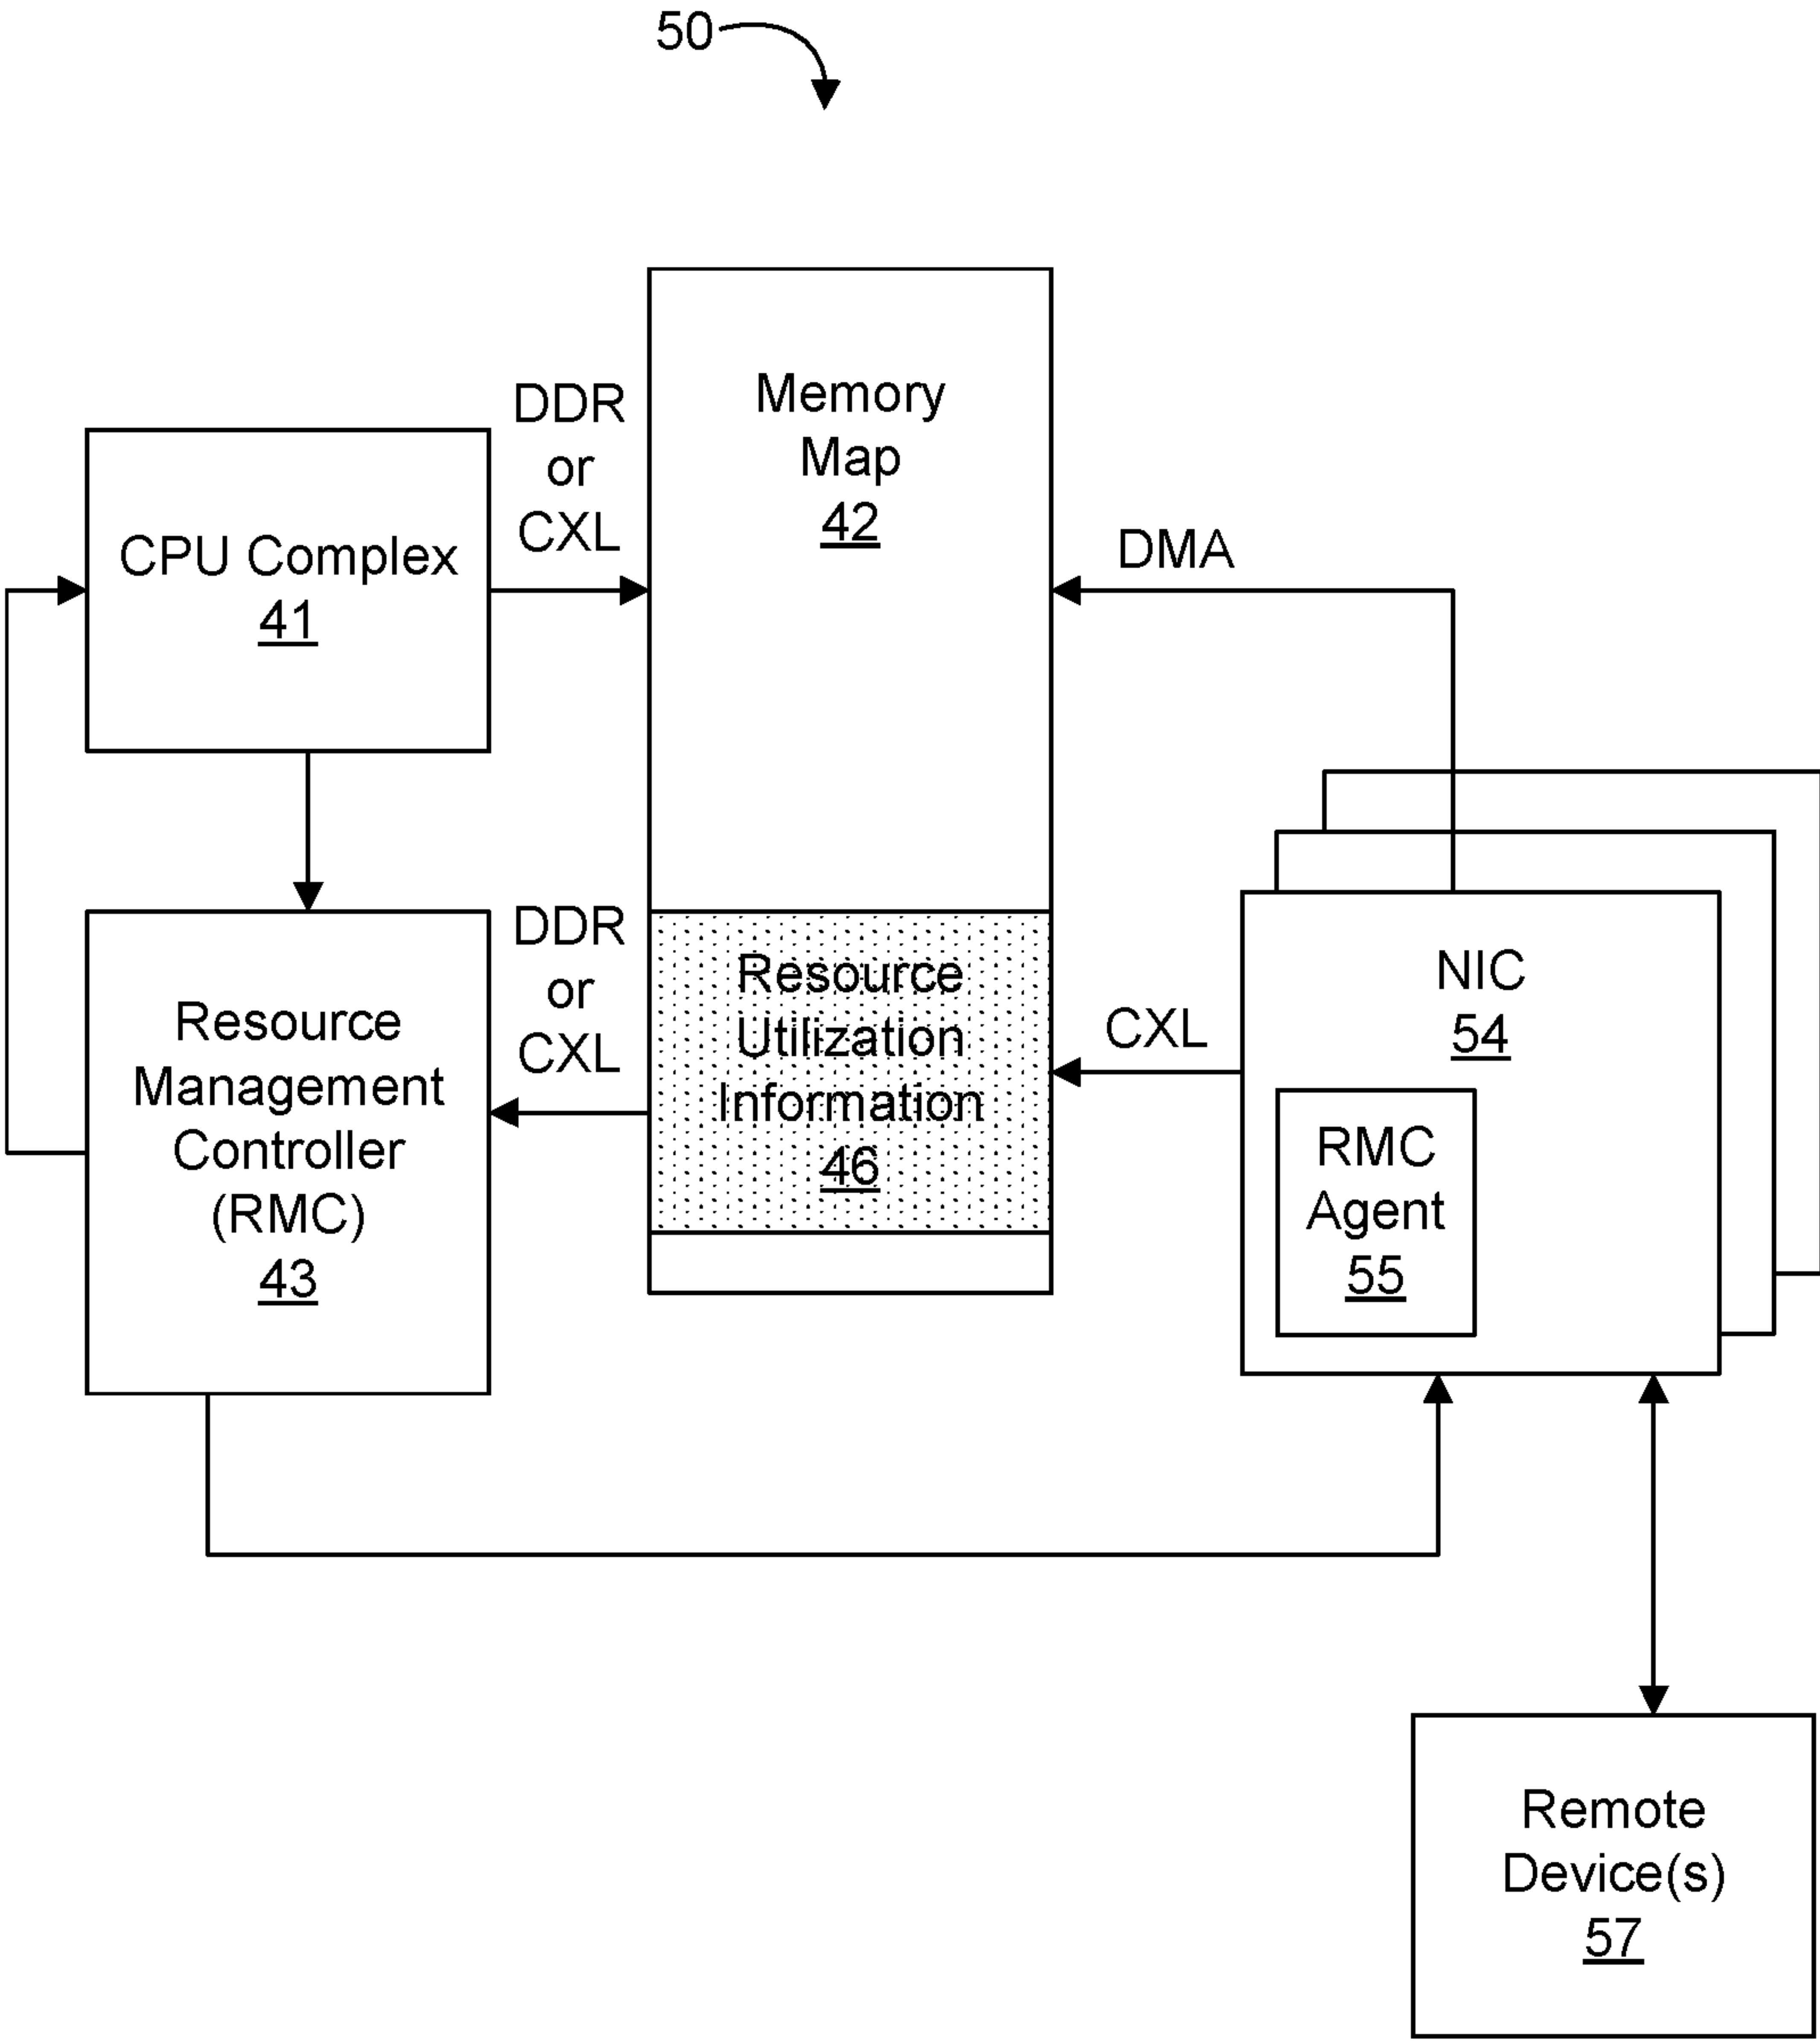 50
Memory
Map
42
DDR
or
CXL
CPU Complex
41
DMA
DDR
or
CXL
Resource
Management
Controller
(RMC)
43
Resource
Utilization
Information
46
CXL
NIC
54
RMC
Agent
55
Remote
Device(s)
57